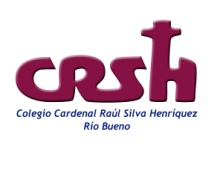 CRSH
Colegio Cardenal Raúl Silva Henríquez
Río Bueno